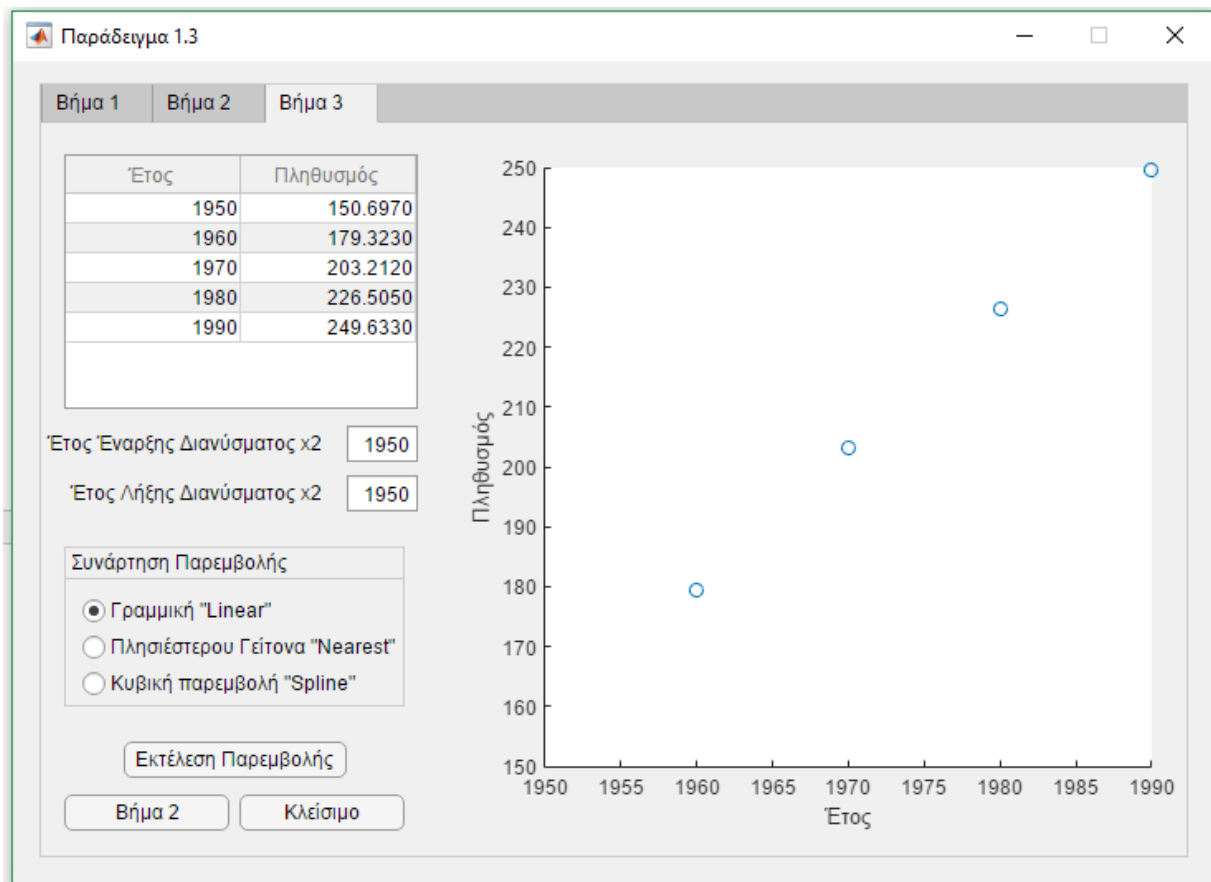 Παράδειγμα 1.3
Βήμα 1 Βήμα 2 Βήμα 3
Έτος Πληθυσμός
1950 150.6970
1960 179.3230
1970 203.2120
1980 226.5050
1990 249.6330
Έτος Έναρξης Διανύσματος x2 1950
Έτος Λήξης Διανύσματος x2 1950
Συνάρτηση Παρεμβολής
Γραμμική "Linear"
Πλησιέστερου Γείτονα "Nearest"
Κυβική παρεμβολή "Spline"
Εκτέλεση Παρεμβολής
Βήμα 2 Κλείσιμο
250
240
230
220
210
200
190
180
170
160
150
Πληθυσμός
1950 1955 1960 1965 1970 1975 1980 1985 1990
Έτος